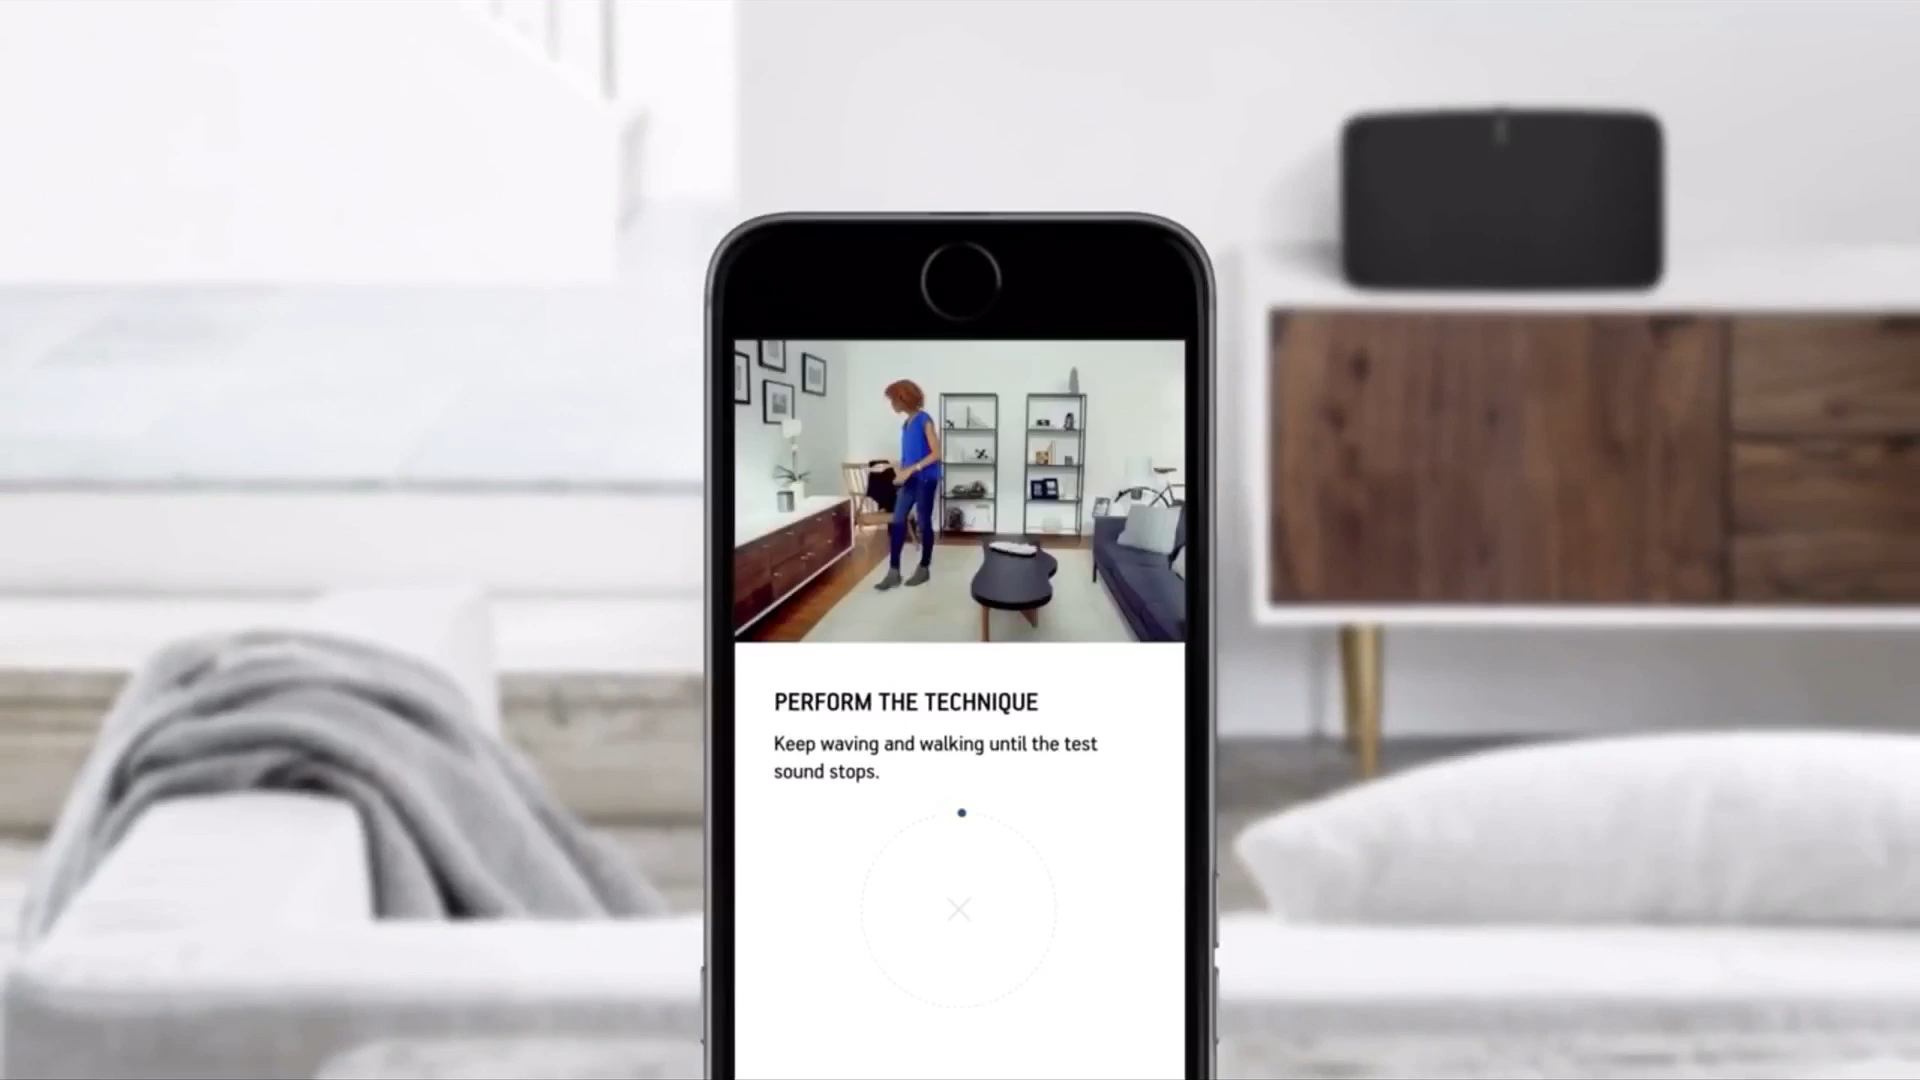 PERFORM THE TECHNIQUE
Keep waving and walking until the test
sound stops.